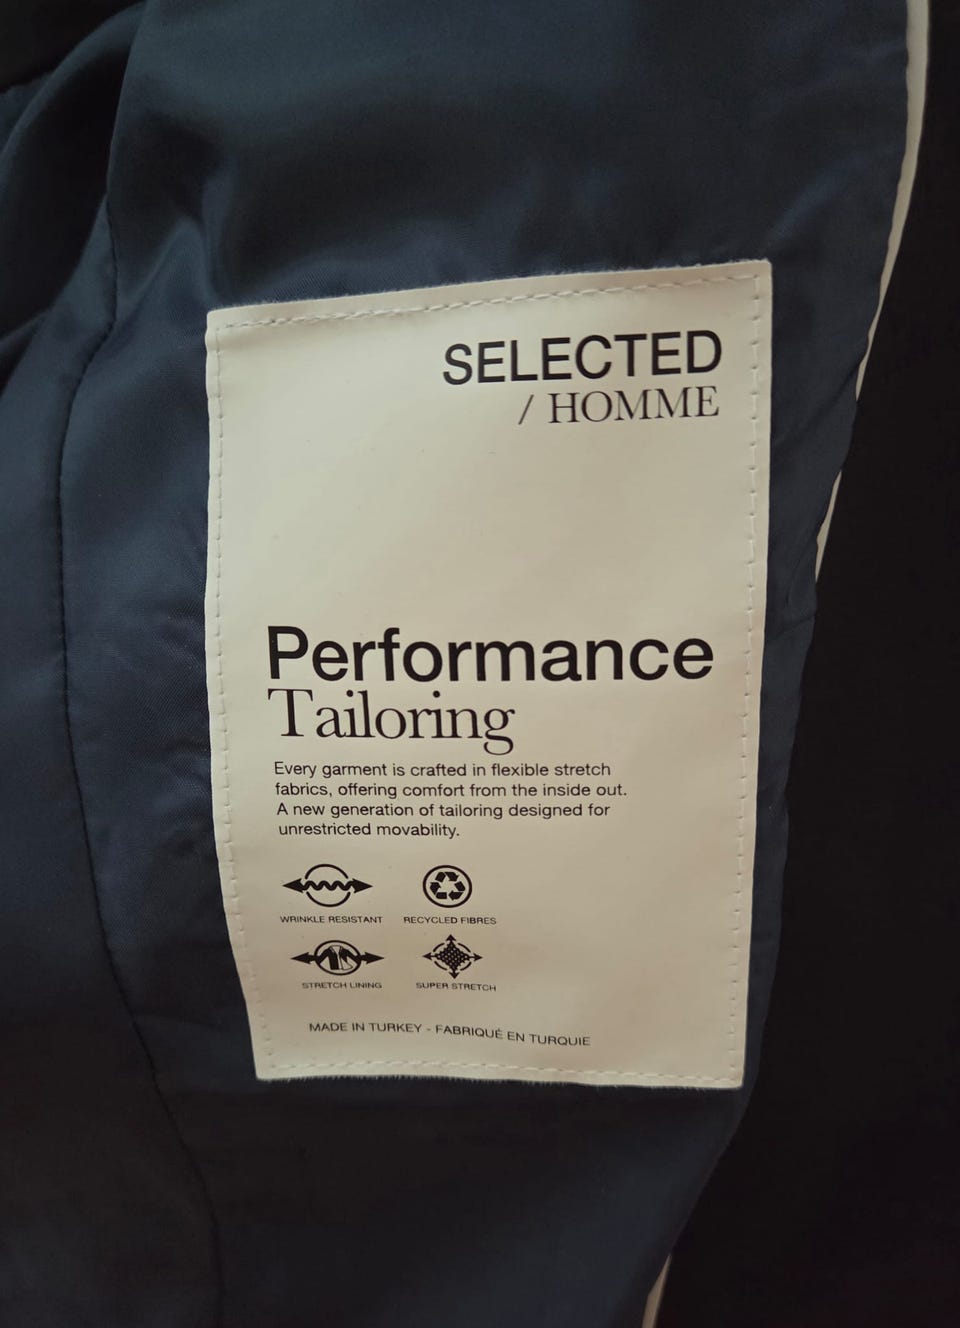 SELECTED
/ HOMME
Performance
Tailoring
Every garment is crafted in flexible stretch
fabrics, offering comfort from the inside out.
A new generation of tailoring designed for
unrestricted movability.
WRINKLE RESISTANT RECYCLED FIBRES
STRETCH LINING SUPER STRETCH
MADE IN TURKEY - FABRIQUÉ EN TURQUIE